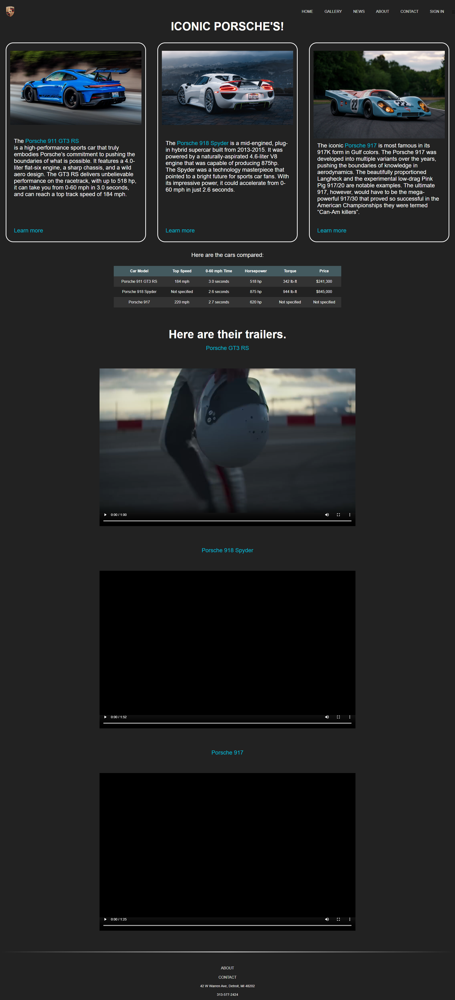 HOME GALLERY NEWS ABOUT CONTACT SIGN IN
ICONIC PORSCHE'S!
The Porsche 911 GT3 RS
is a high-performance sports car that truly
embodies Porsche's commitment to pushing the
boundaries of what is possible. It features a 4.0-
liter flat-six engine, a sharp chassis, and a wild
aero design. The GT3 RS delivers unbelievable
performance on the racetrack, with up to 518 hp,
it can take you from 0-60 mph in 3.0 seconds,
and can reach a top track speed of 184 mph.
Learn more
The Porsche 918 Spyder is a mid-engined, plug-
in hybrid supercar built from 2013-2015. It was
powered by a naturally-aspirated 4.6-liter V8
engine that was capable of producing 875hp.
The Spyder was a technology masterpiece that
pointed to a bright future for sports car fans. With
its impressive power, it could accelerate from 0-
60 mph in just 2.6 seconds.
Learn more
22
22
The iconic Porsche 917 is most famous in its
917K form in Gulf colors. The Porsche 917 was
developed into multiple variants over the years,
pushing the boundaries of knowledge in
aerodynamics. The beautifully proportioned
Langheck and the experimental low-drag Pink
Pig 917/20 are notable examples. The ultimate
917, however, would have to be the mega-
powerful 917/30 that proved so successful in the
American Championships they were termed
“Can-Am killers”.
Learn more
Here are the cars compared:
Car Model Top Speed 0-60 mph Time Horsepower Torque Price
Porsche 911 GT3 RS 184 mph 3.0 seconds 518 hp 342 lb-ft $241,300
Porsche 918 Spyder Not specified 2.6 seconds 875 hp 944 lb-ft $845,000
Porsche 917 220 mph 2.7 seconds 620 hp Not specified Not specified
Here are their trailers.
Porsche GT3 RS
0:00 / 1:00
Porsche 918 Spyder
0:00 / 1:52
Porsche 917
0:00 / 1:25
ABOUT
CONTACT
42 W Warren Ave, Detroit, MI 48202
313-577-2424